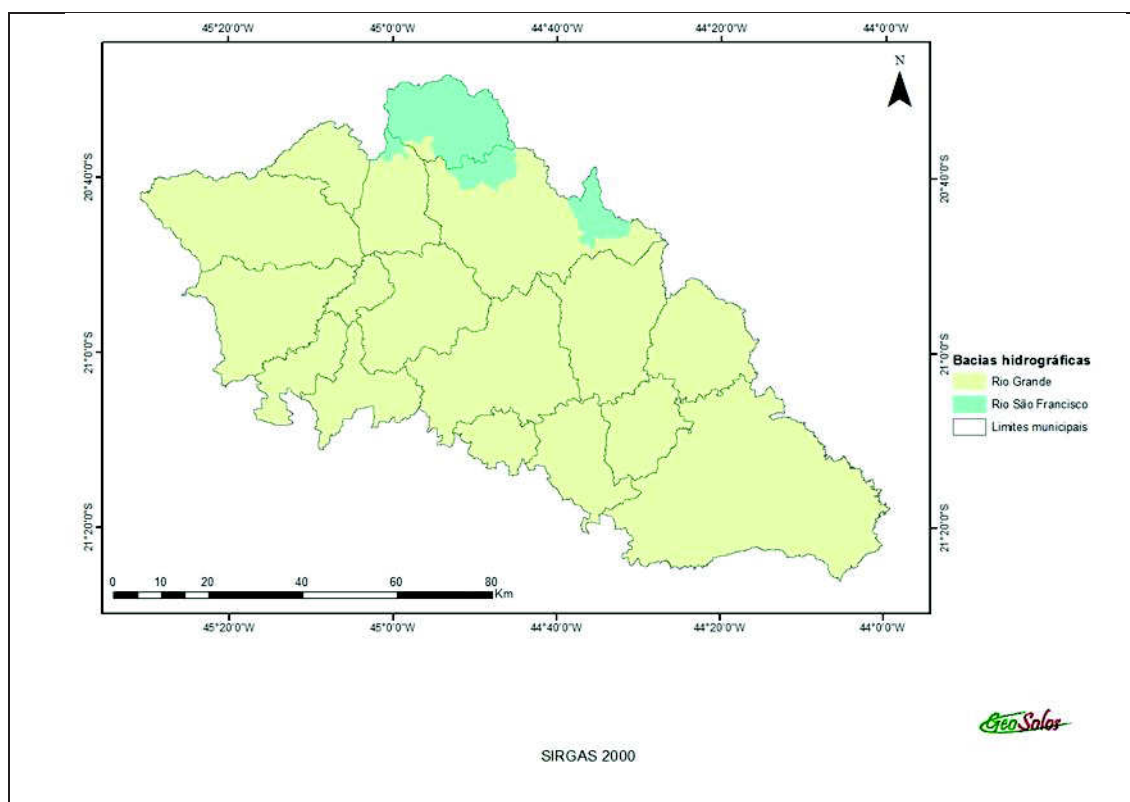 45°20'0"W 45°0'0"W 44°40'0"W 44°20'0"W 44°0'0"W
N
20°40'0"S 20°40'0"S
21°0'0"S 21°0'0"S
Bacias hidrográficas
Rio Grande
Rio São Francisco
Limites municipais
21°20'0"S 21°20'0"S
0 10 20 40 60 80
Km
45°20'0"W 45°0'0"W 44°40'0"W 44°20'0"W 44°0'0"W
GeoSolos
SIRGAS 2000